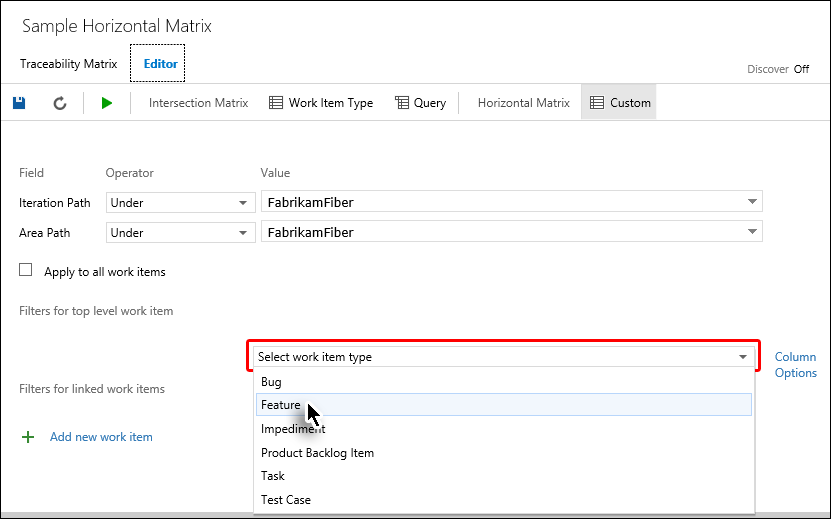 Sample Horizontal Matrix
Traceability Matrix Editor
Discover Off
Intersection Matrix Work Item Type Query Horizontal Matrix Custom
Field Operator Value
Iteration Path Under FabrikamFiber
Area Path Under FabrikamFiber
Apply to all work items
Filters for top level work item
Select work item type Column
Options
Bug
Filters for linked work items
Feature
Impediment
Add new work item
Product Backlog Item
Task
Test Case